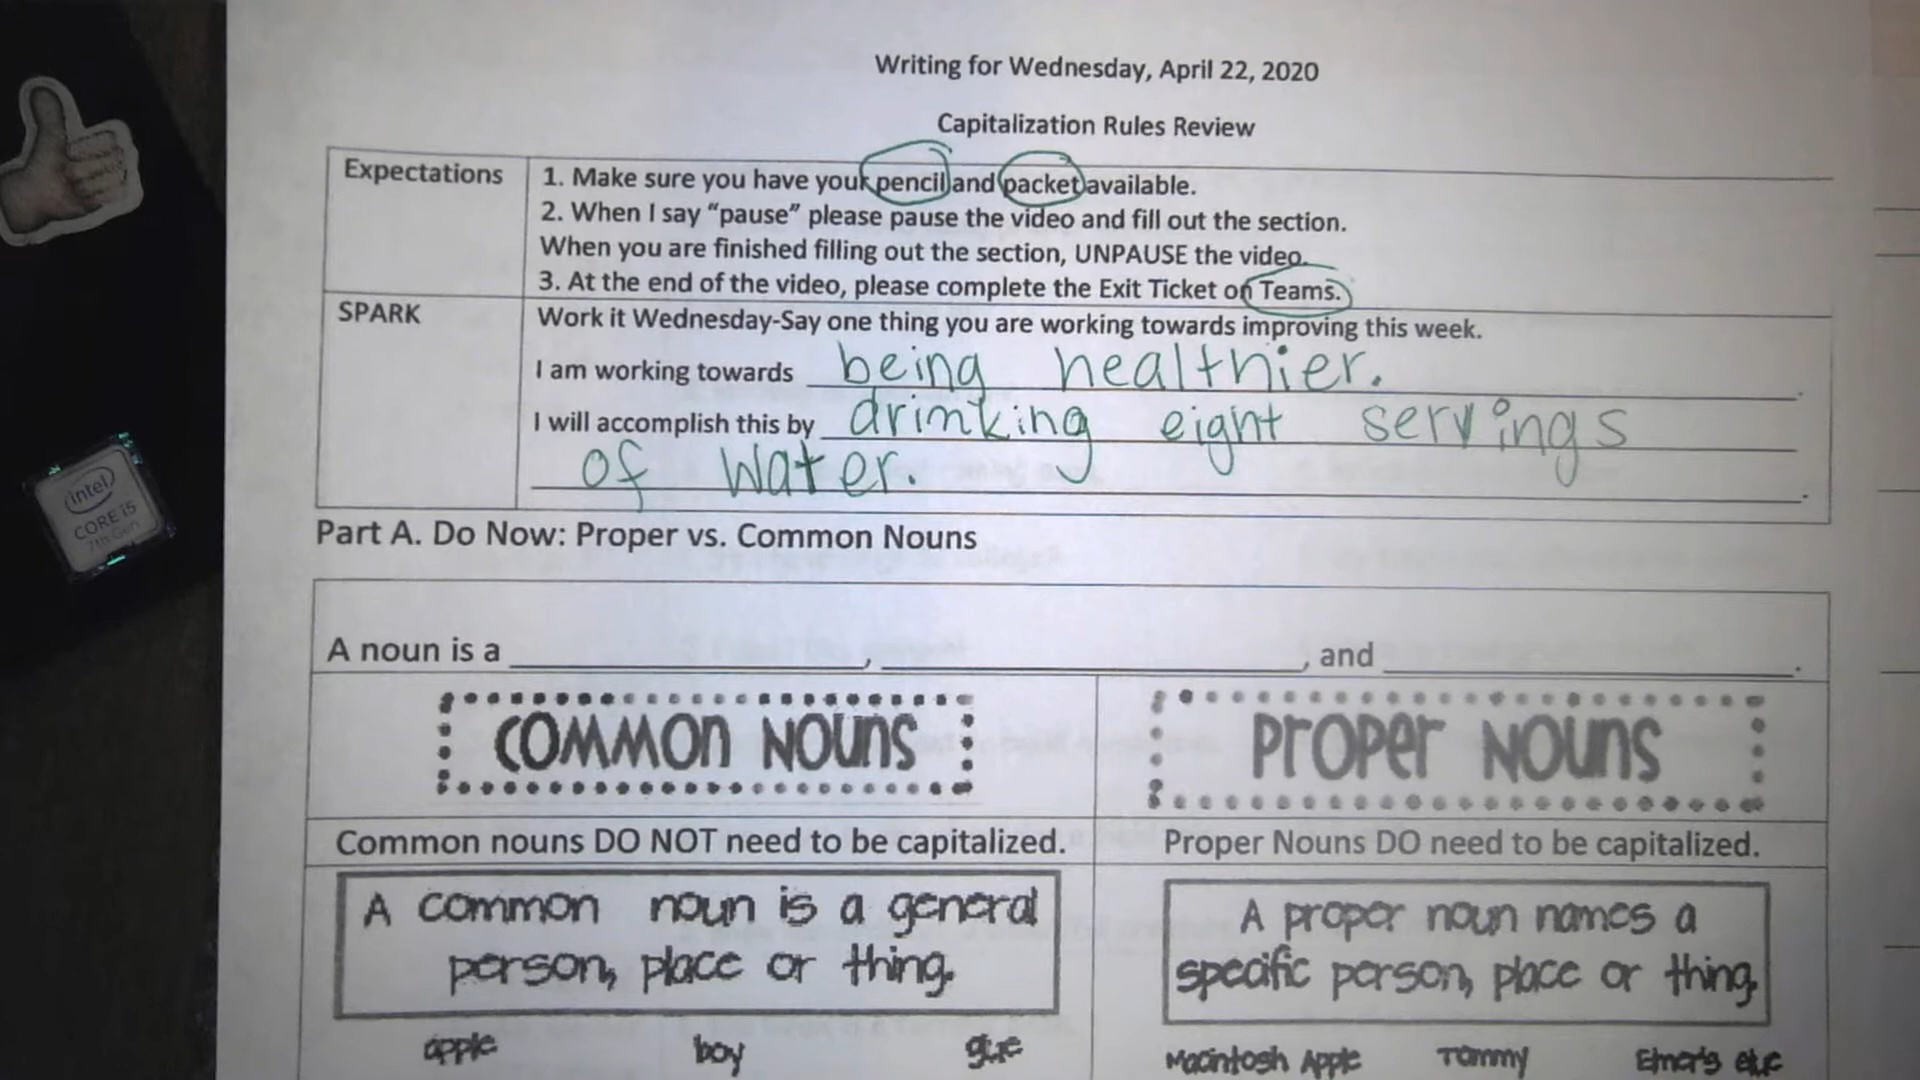 Writing for Wednesday, April 22, 2020
Capitalization Rules Review
Expectations
1. Make sure you have your pencil and packet available.
2. When I say “pause” please pause the video and fill out the section.
When you are finished filling out the section, UNPAUSE the video.
3. At the end of the video, please complete the Exit Ticket on Teams.
SPARK
Work it Wednesday-Say one thing you are working towards improving this week.
I am working towards being healthier.
I will accomplish this by drinking eight servings
of water.
Part A. Do Now: Proper vs. Common Nouns
A noun is a , , and .
COMMON NOUNS
PROPER NOUNS
Common nouns DO NOT need to be capitalized.
Proper Nouns DO need to be capitalized.
A common noun is a general
person, place or thing.
A proper noun names a
specific person, place or thing.
apple boy glue
Macintosh Apple Tommy Elmer's glue
intel
CORE i5
7th Gen